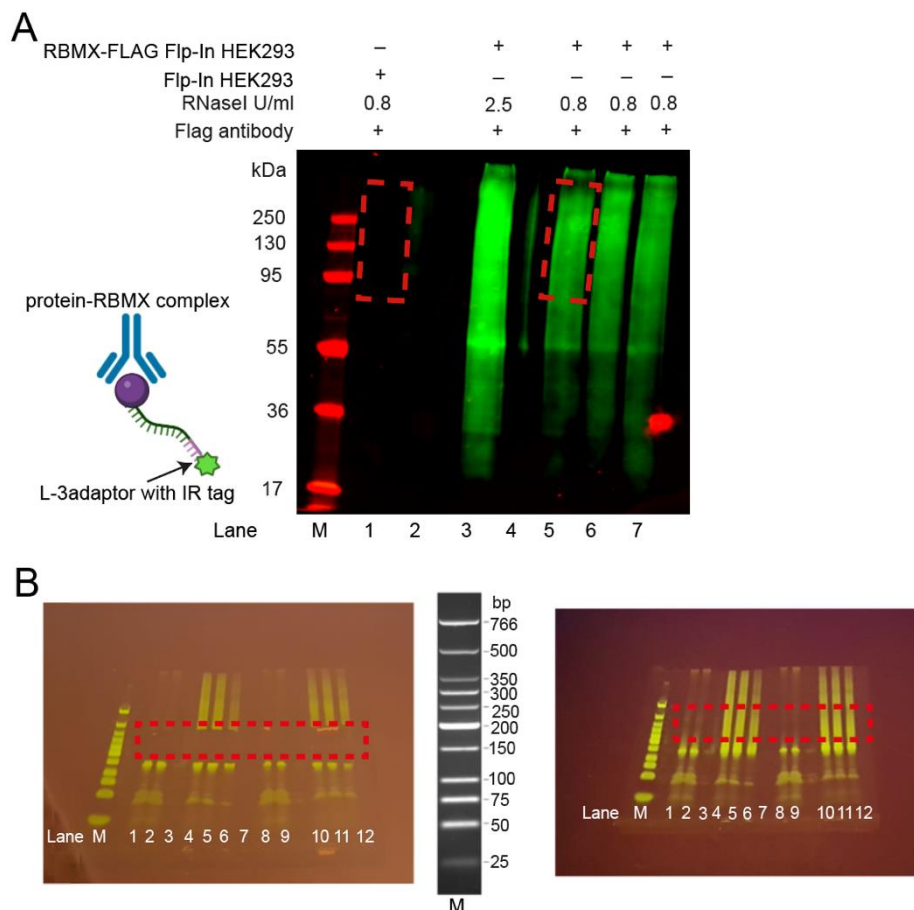 A
RBMX-FLAG Flp-In HEK293 – + + + +
Flp-In HEK293 + – – – –
RNaseI U/ml 0.8 2.5 0.8 0.8 0.8
Flag antibody + + + + +
kDa
250
130
95
protein-RBMX complex
55
36
L-3adaptor with IR tag
17
Lane M 1 2 3 4 5 6 7
B
bp
766
500
350
300
250
200
150
100
75
50
25
Lane M 1 2 3 4 5 6 7 8 9 10 11 12
Lane M 1 2 3 4 5 6 7 8 9 10 11 12
M